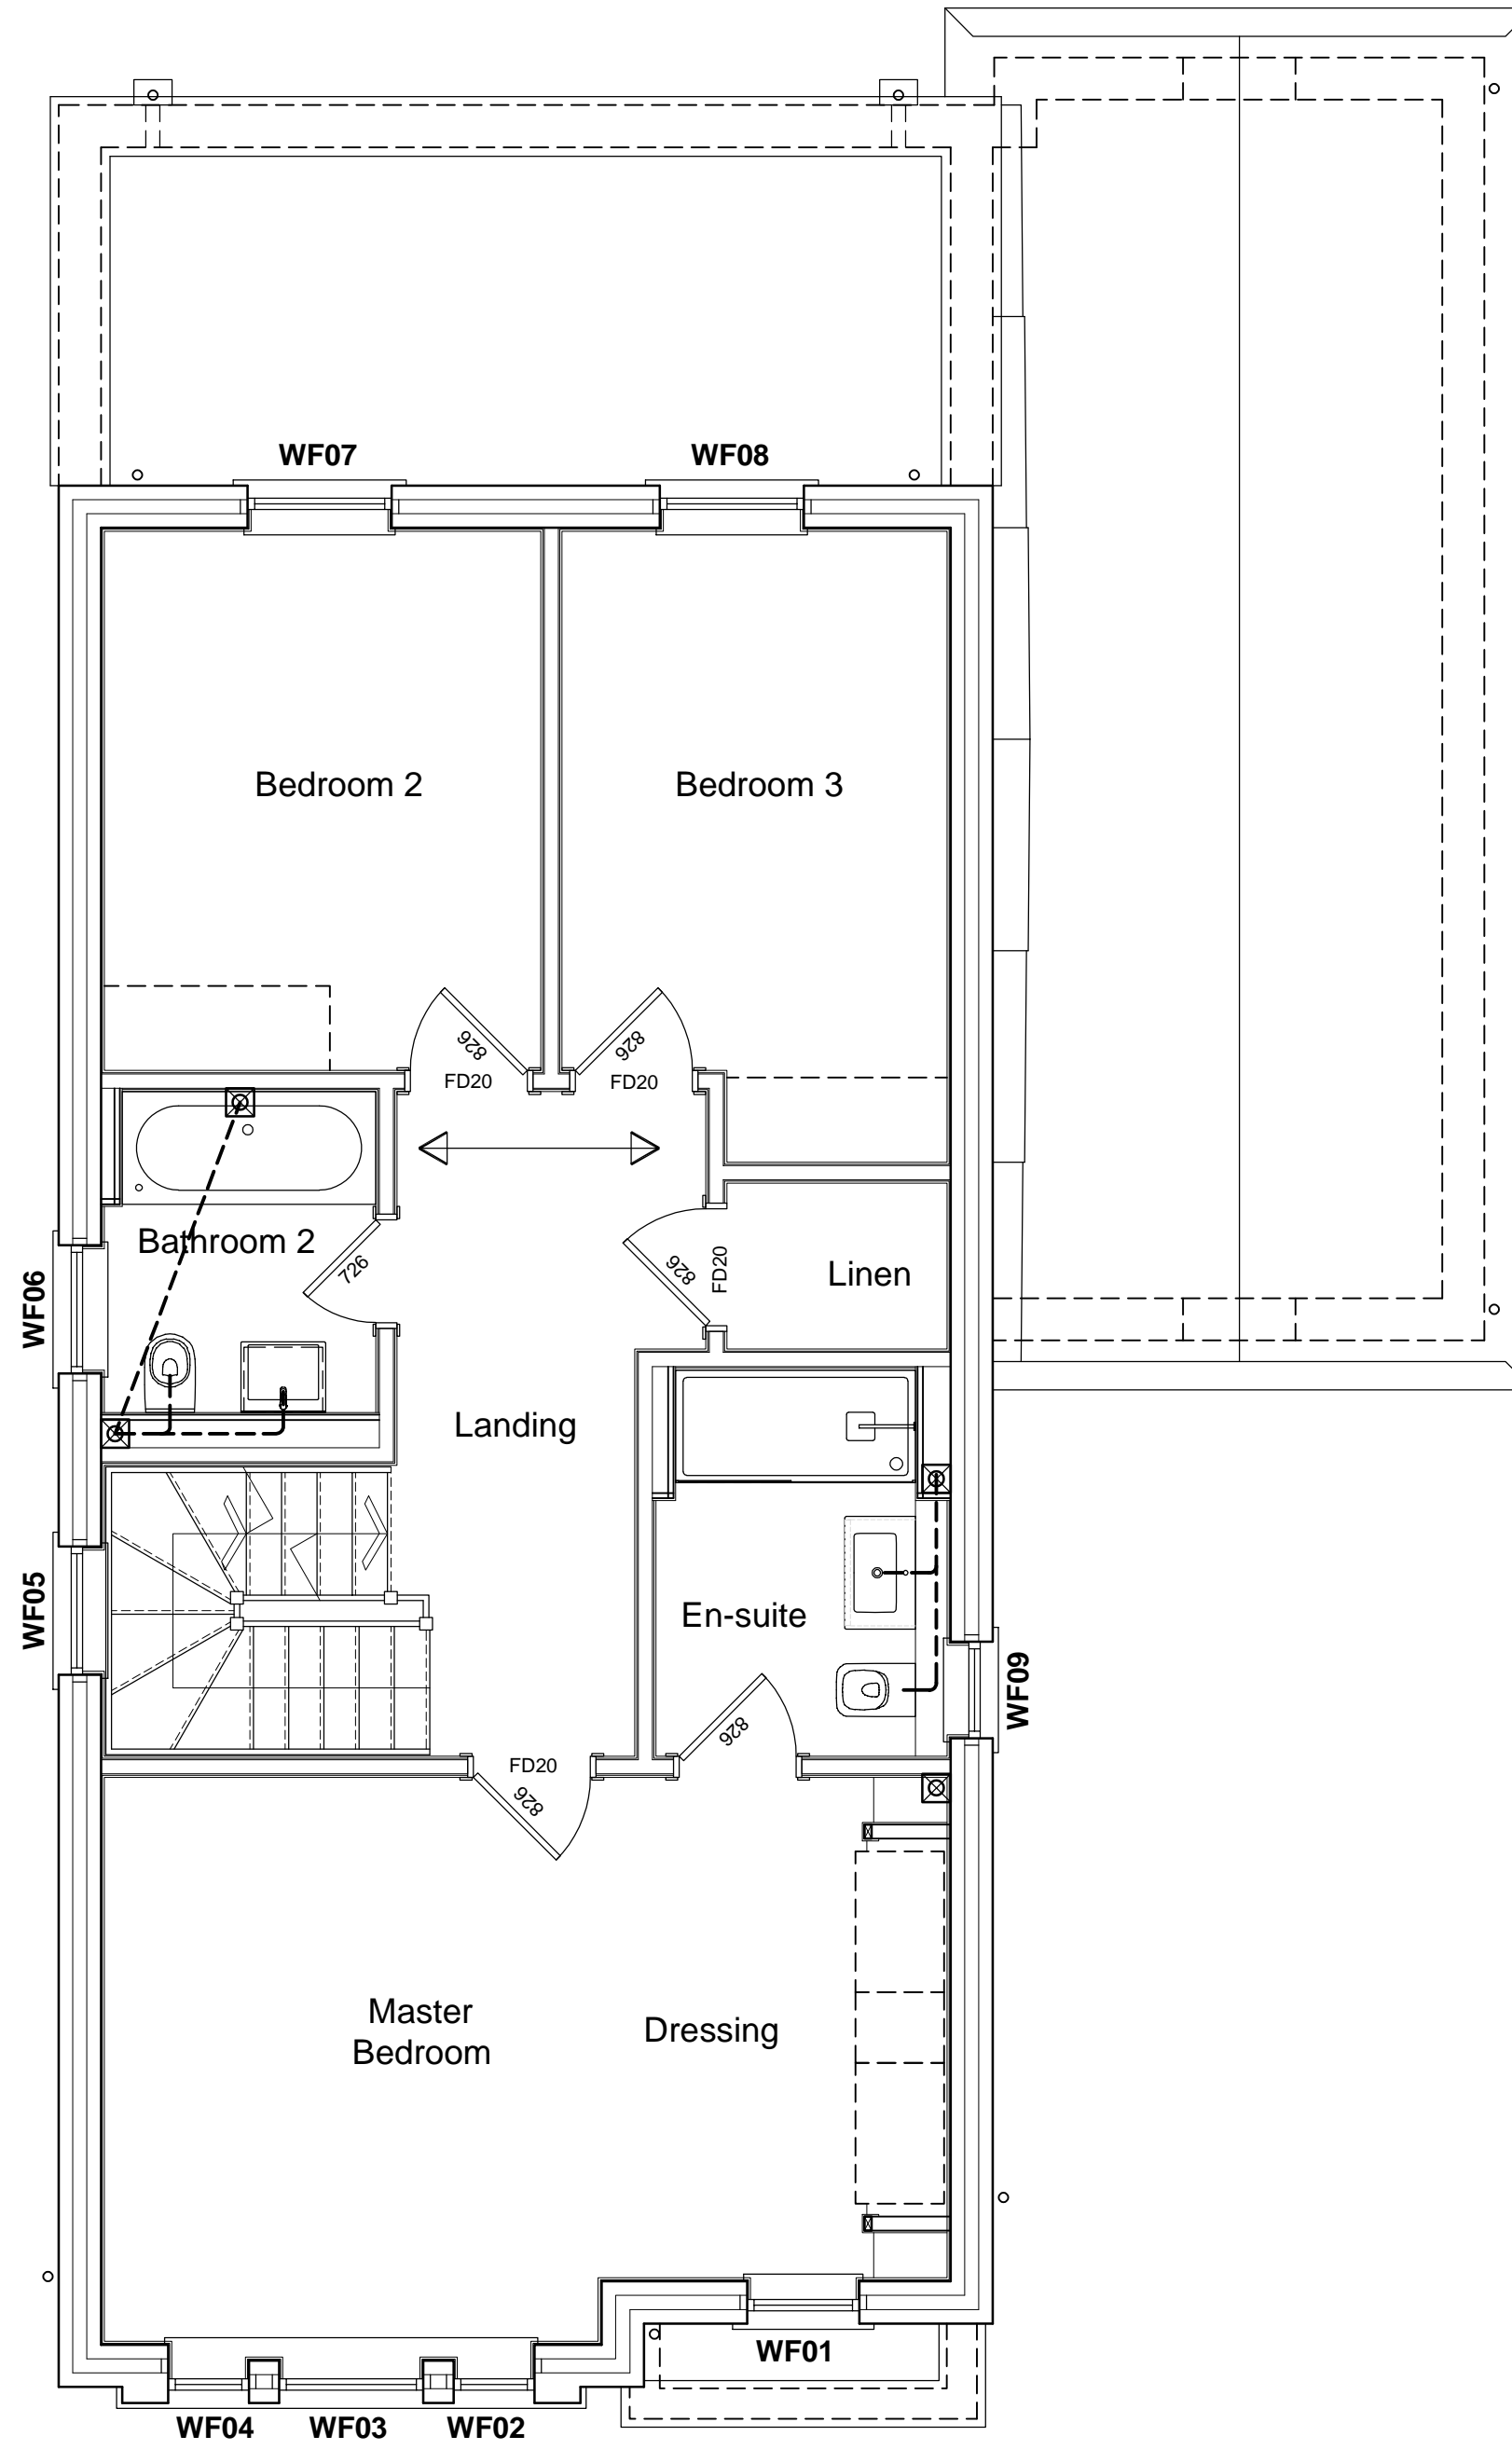 WF07
WF08
Bedroom 2
Bedroom 3
826
826
FD20
FD20
Bathroom 2
726
826
FD20
Linen
WF06
Landing
WF05
En-suite
826
WF09
FD20
826
Master
Bedroom
Dressing
WF01
WF04
WF03
WF02